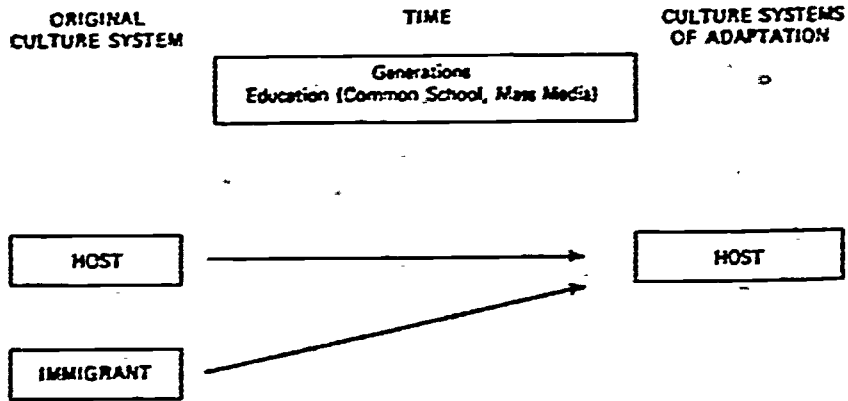 ORIGINAL
CULTURE SYSTEM
TIME
CULTURE SYSTEMS
OF ADAPTATION
Generations
Education (Common School, Mass Media)
HOST
HOST
IMMIGRANT